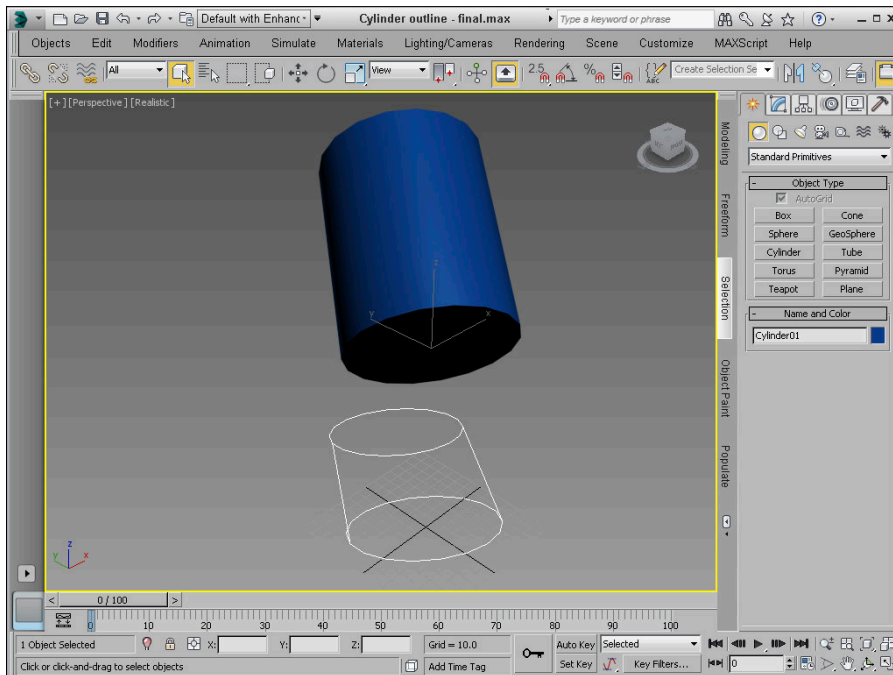 Default with Enhanc
Cylinder outline - final.max
Type a keyword or phrase
Objects Edit Modifiers Animation Simulate Materials Lighting/Cameras Rendering Scene Customize MAXScript Help
All
View
2.5
%
ABC
Create Selection Se
[+] [Perspective] [Realistic]
Modeling
Freeform
Selection
Object Paint
Populate
Standard Primitives
- Object Type
AutoGrid
Box Cone
Sphere GeoSphere
Cylinder Tube
Torus Pyramid
Teapot Plane
- Name and Color
Cylinder01
z
y
x
z
y
x
< 0 / 100 >
0 10 20 30 40 50 60 70 80 90 100
1 Object Selected X: Y: Z: Grid = 10.0 Auto Key Selected
Click or click-and-drag to select objects Add Time Tag Set Key Key Filters... 0